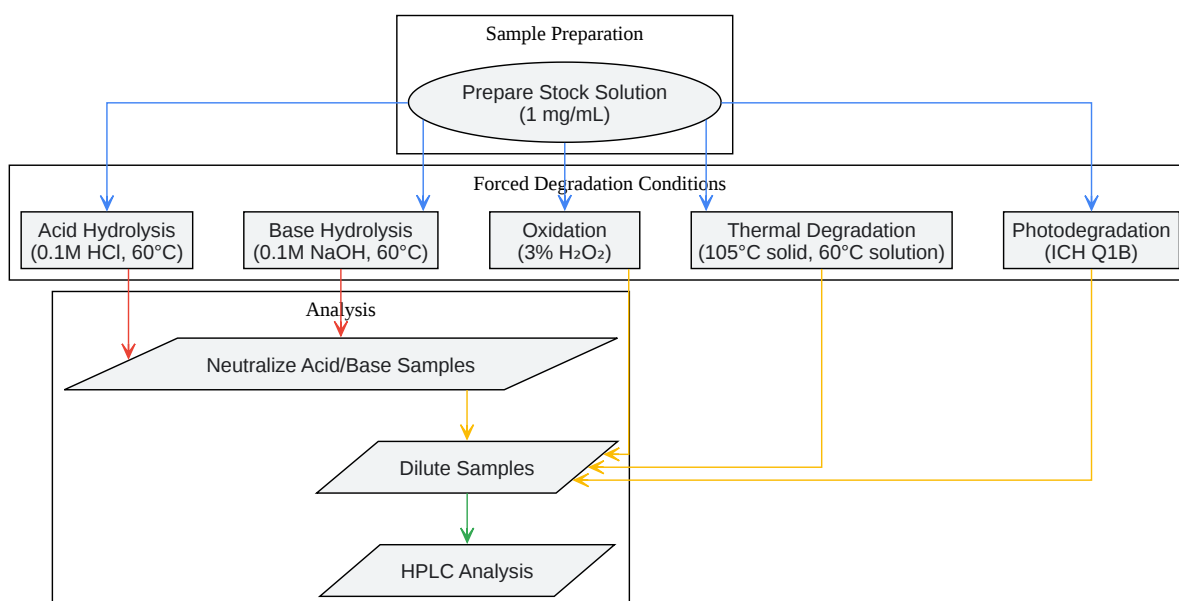 Sample Preparation
Prepare Stock Solution
(1 mg/mL)
Forced Degradation Conditions
Acid Hydrolysis
(0.1M HCl, 60°C)
Base Hydrolysis
(0.1M NaOH, 60°C)
Oxidation
(3% H₂O₂)
Thermal Degradation
(105°C solid, 60°C solution)
Photodegradation
(ICH Q1B)
Analysis
Neutralize Acid/Base Samples
Dilute Samples
HPLC Analysis